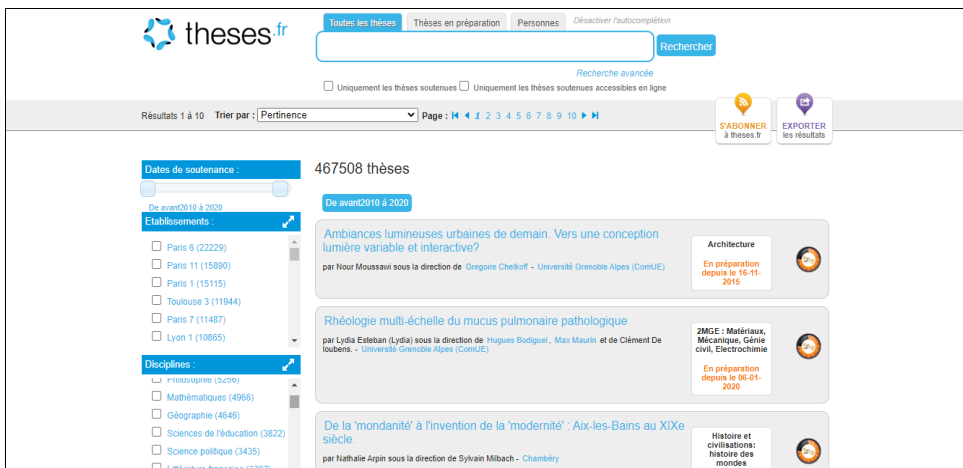 theses.fr
Toutes les thèses Thèses en préparation Personnes Désactiver l'autocomplétion
Rechercher
Recherche avancée
Uniquement les thèses soutenues Uniquement les thèses soutenues accessibles en ligne
Résultats 1 à 10 Trier par : Pertinence Page : 1 2 3 4 5 6 7 8 9 10
S'ABONNER
à theses.fr
EXPORTER
les résultats
Dates de soutenance :
De avant2010 à 2020
Etablissements :
Paris 6 (22229)
Paris 11 (15890)
Paris 1 (15115)
Toulouse 3 (11944)
Paris 7 (11487)
Lyon 1 (10865)
Disciplines :
Philosophie (5256)
Mathématiques (4966)
Géographie (4646)
Sciences de l'éducation (3822)
Science politique (3435)
467508 thèses
De avant2010 à 2020
Ambiances lumineuses urbaines de demain. Vers une conception
lumière variable et interactive?
par Nour Moussawi sous la direction de Gregoire Chelkoff - Université Grenoble Alpes (ComUE)
Architecture
En préparation
depuis le 16-11-
2015
Rhéologie multi-échelle du mucus pulmonaire pathologique
par Lydia Esteban (Lydia) sous la direction de Hugues Bodiguel , Max Maurin et de Clément De
loubens. - Université Grenoble Alpes (ComUE)
2MGE : Matériaux,
Mécanique, Génie
civil, Electrochimie
En préparation
depuis le 06-01-
2020
De la 'mondanité' à l'invention de la 'modernité' : Aix-les-Bains au XIXe
siècle.
par Nathalie Arpin sous la direction de Sylvain Milbach - Chambéry
Histoire et
civilisations:
histoire des
mondes